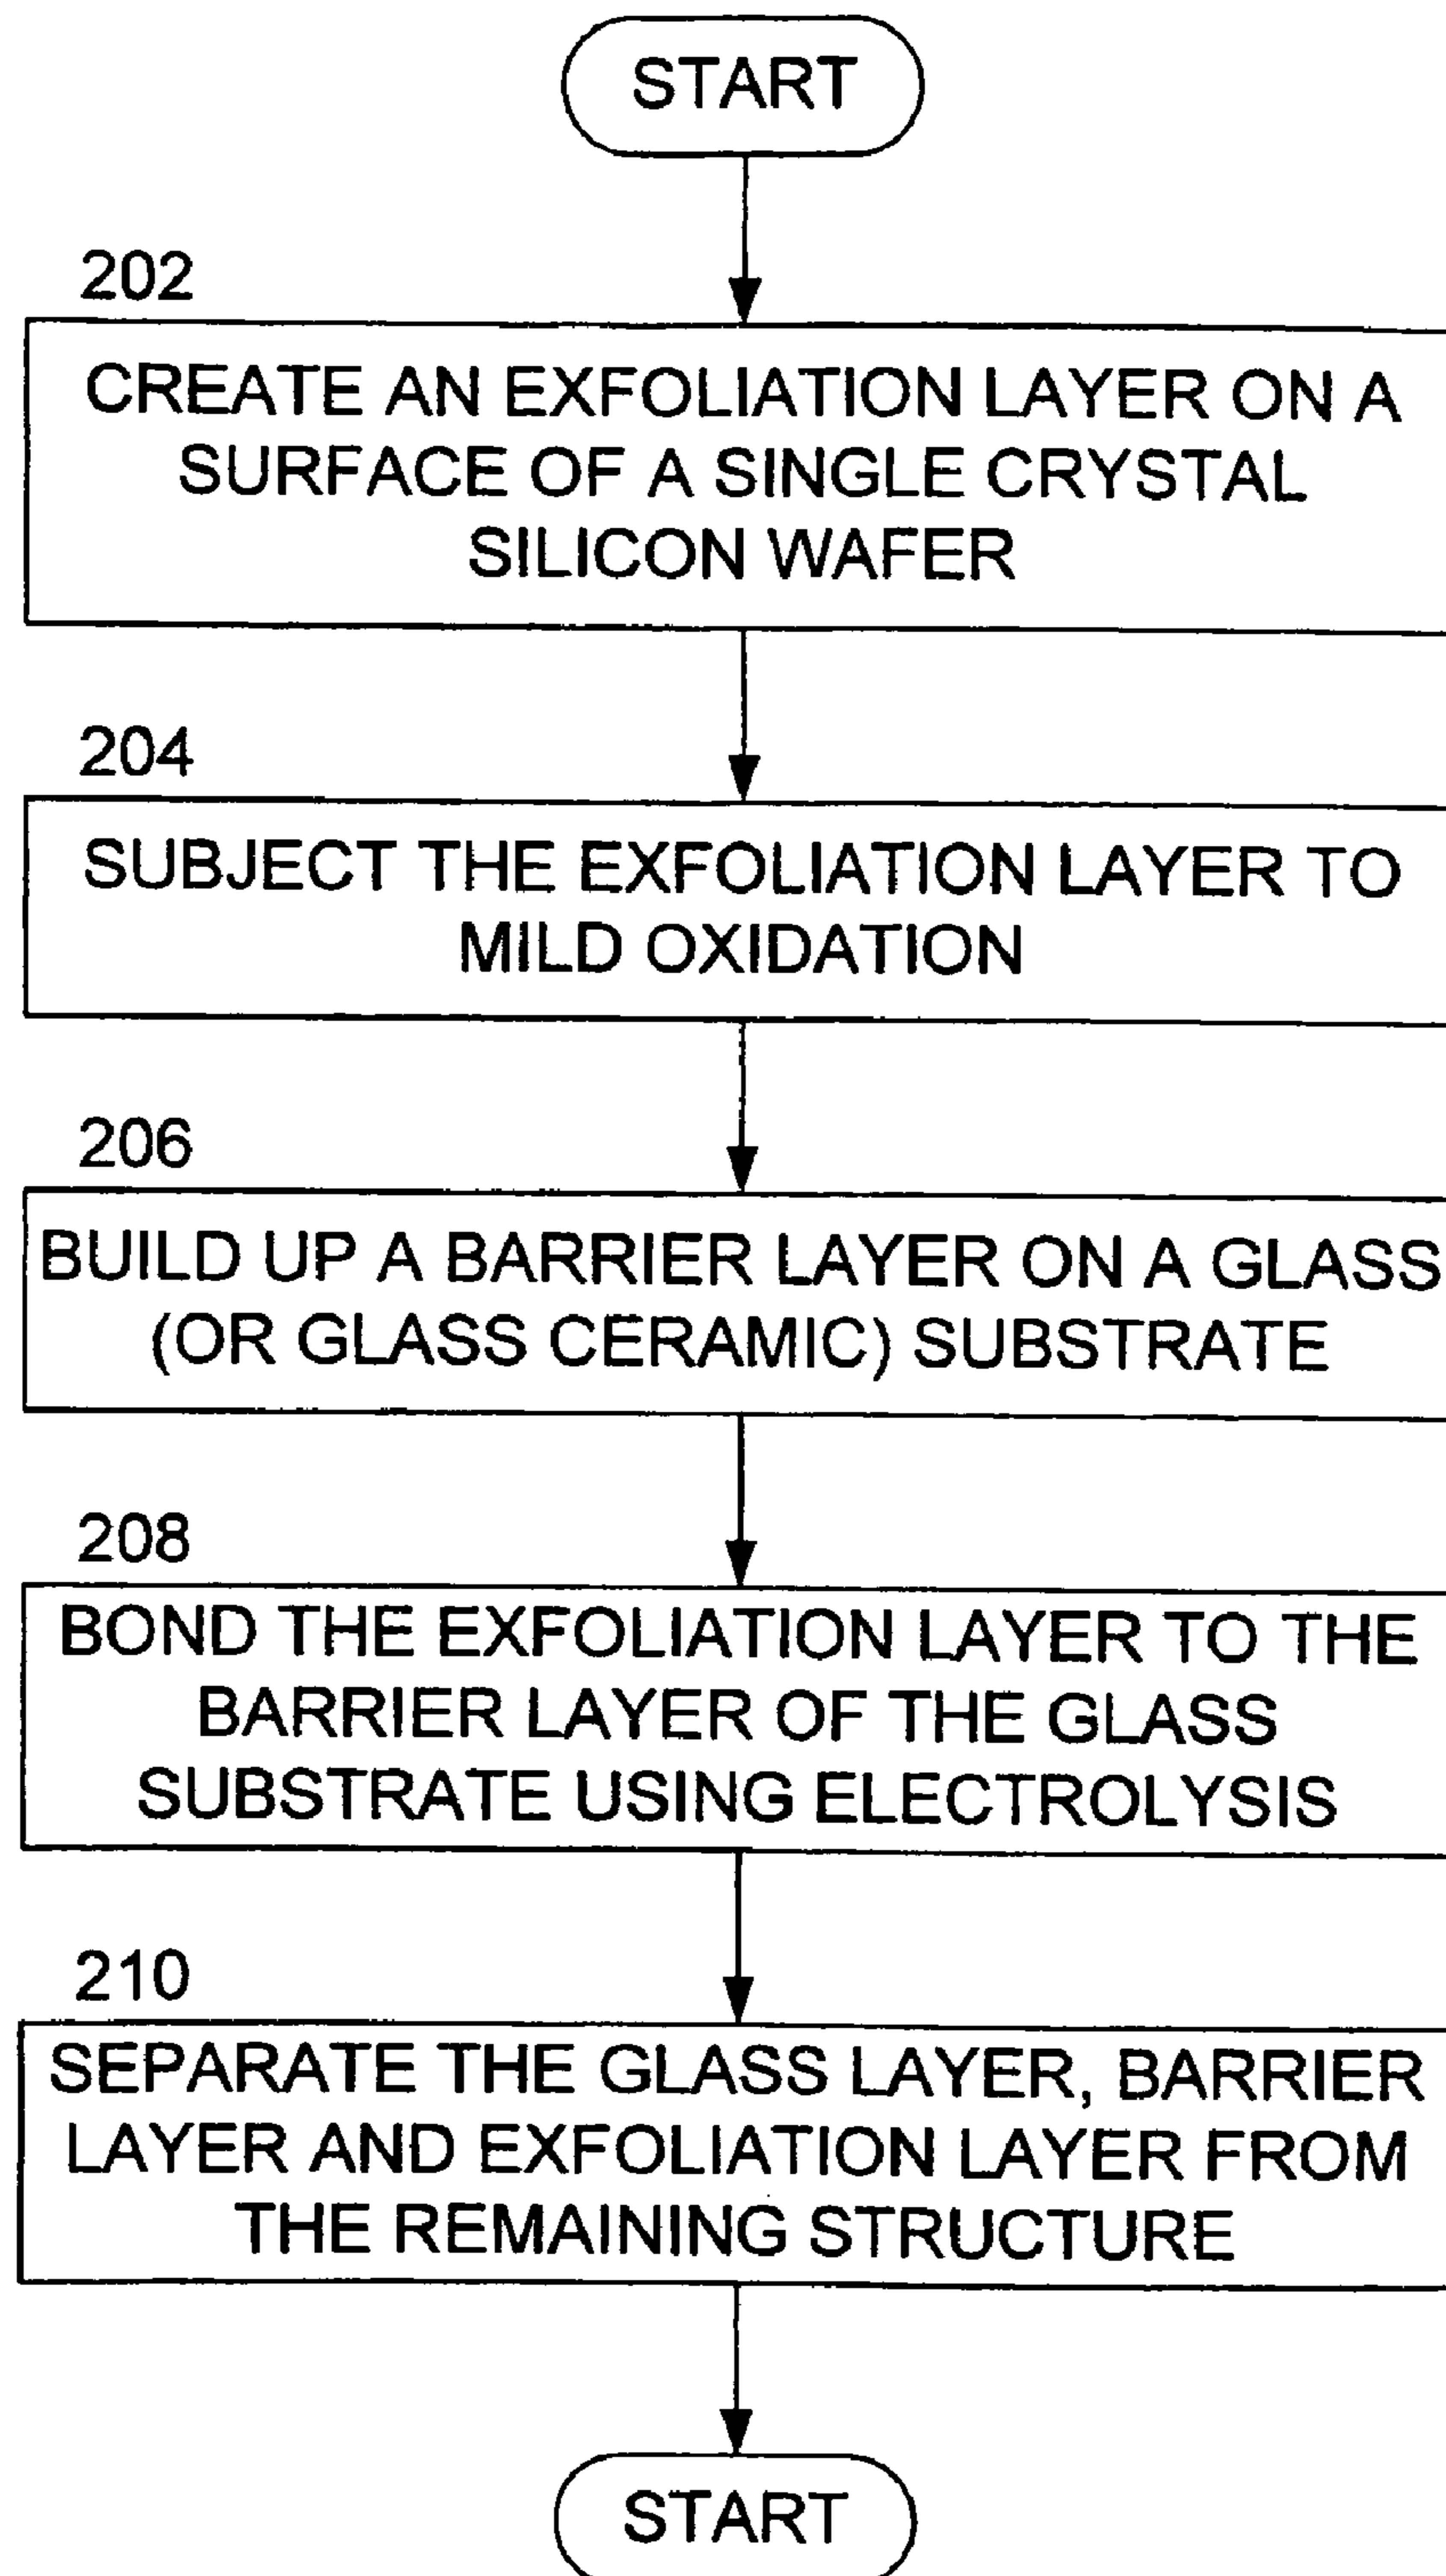 START
202
CREATE AN EXFOLIATION LAYER ON A
SURFACE OF A SINGLE CRYSTAL
SILICON WAFER
204
SUBJECT THE EXFOLIATION LAYER TO
MILD OXIDATION
206
BUILD UP A BARRIER LAYER ON A GLASS
(OR GLASS CERAMIC) SUBSTRATE
208
BOND THE EXFOLIATION LAYER TO THE
BARRIER LAYER OF THE GLASS
SUBSTRATE USING ELECTROLYSIS
210
SEPARATE THE GLASS LAYER, BARRIER
LAYER AND EXFOLIATION LAYER FROM
THE REMAINING STRUCTURE
START